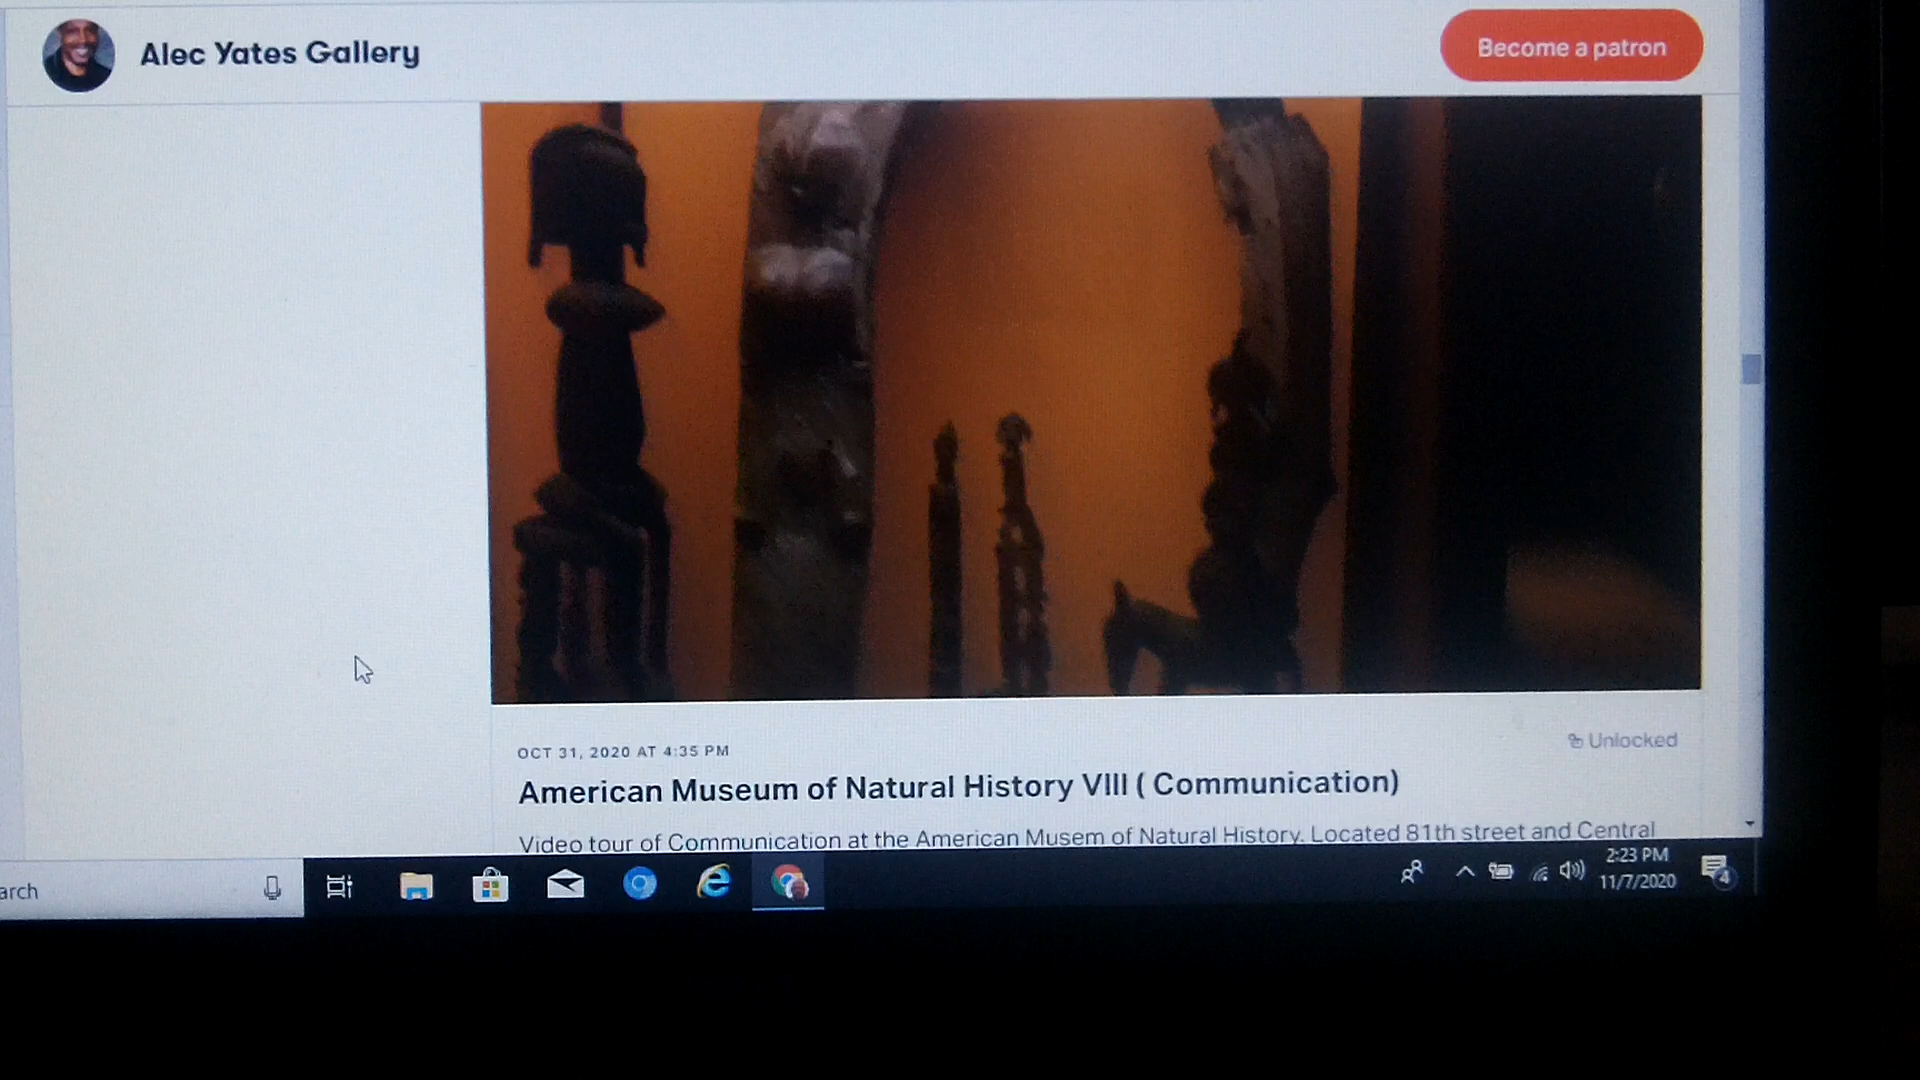 Alec Yates Gallery
Become a patron
OCT 31, 2020 AT 4:35 PM
Unlocked
American Museum of Natural History VIII ( Communication)
Video tour of Communication at the American Musem of Natural History. Located 81th street and Central
arch
2:23 PM
11/7/2020
4